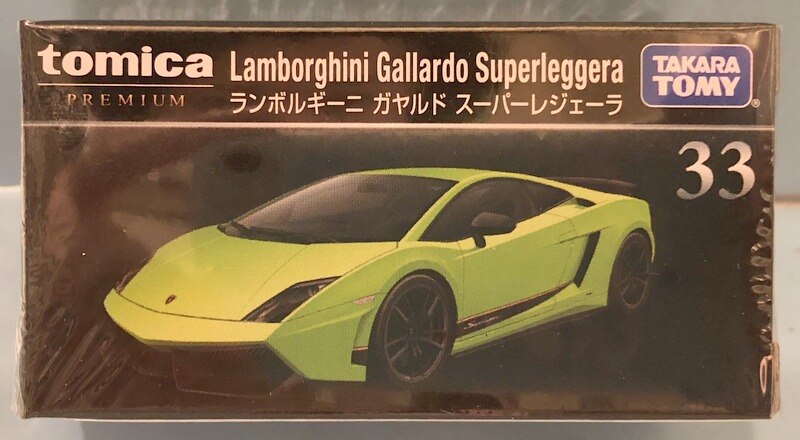 tomica
PREMIUM
Lamborghini Gallardo Superleggera
ランボルギーニ ガヤルド スーパーレジェーラ
TAKARA
TOMY
®
33